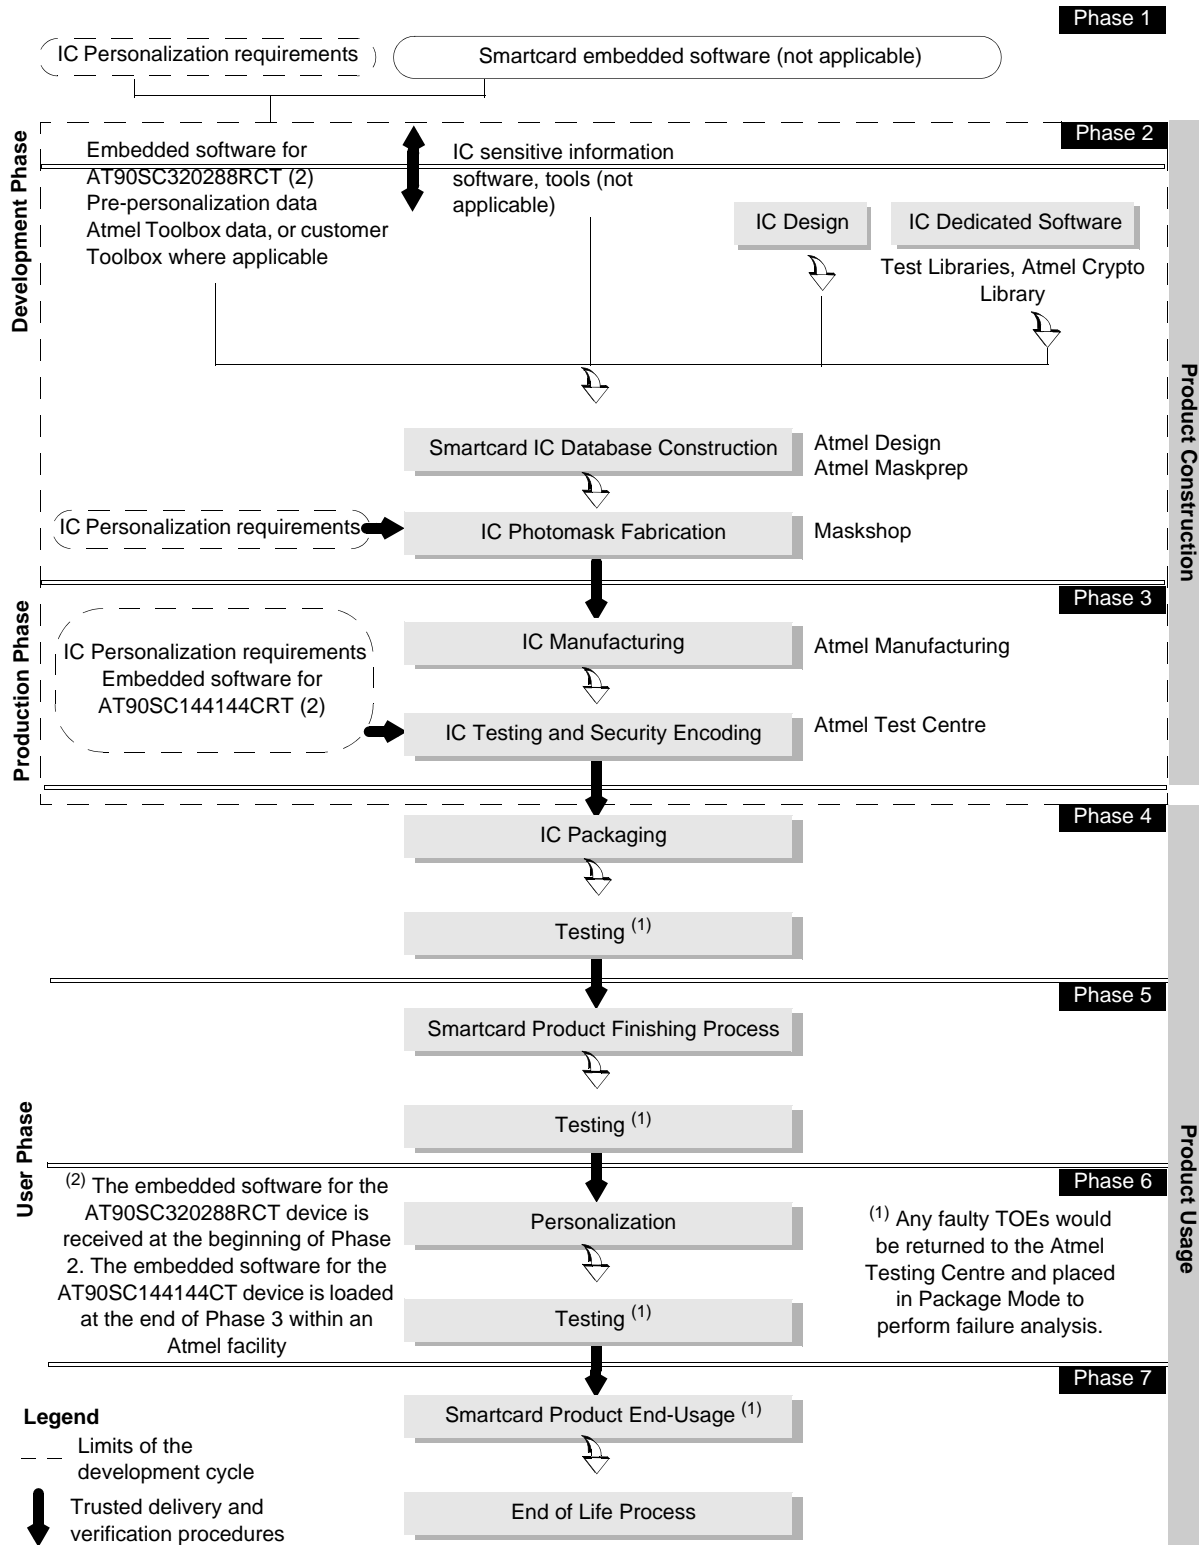 Phase 1
IC Personalization requirements
Smartcard embedded software (not applicable)
Phase 2
Development Phase
Embedded software for
AT90SC320288RCT (2)
Pre-personalization data
Atmel Toolbox data, or customer
Toolbox where applicable
IC sensitive information
software, tools (not
applicable)
IC Design
IC Dedicated Software
Test Libraries, Atmel Crypto
Library
Product Construction
Smartcard IC Database Construction
Atmel Design
Atmel Maskprep
IC Personalization requirements
IC Photomask Fabrication
Maskshop
Phase 3
Production Phase
IC Personalization requirements
Embedded software for
AT90SC144144CRT (2)
IC Manufacturing
Atmel Manufacturing
IC Testing and Security Encoding
Atmel Test Centre
Phase 4
IC Packaging
Testing (1)
Phase 5
Smartcard Product Finishing Process
Testing (1)
User Phase
Product Usage
Phase 6
(2) The embedded software for the
AT90SC320288RCT device is
received at the beginning of Phase
2. The embedded software for the
AT90SC144144CT device is loaded
at the end of Phase 3 within an
Atmel facility
Personalization
Testing (1)
(1) Any faulty TOEs would
be returned to the Atmel
Testing Centre and placed
in Package Mode to
perform failure analysis.
Phase 7
Smartcard Product End-Usage (1)
End of Life Process
Legend
Limits of the
development cycle
Trusted delivery and
verification procedures